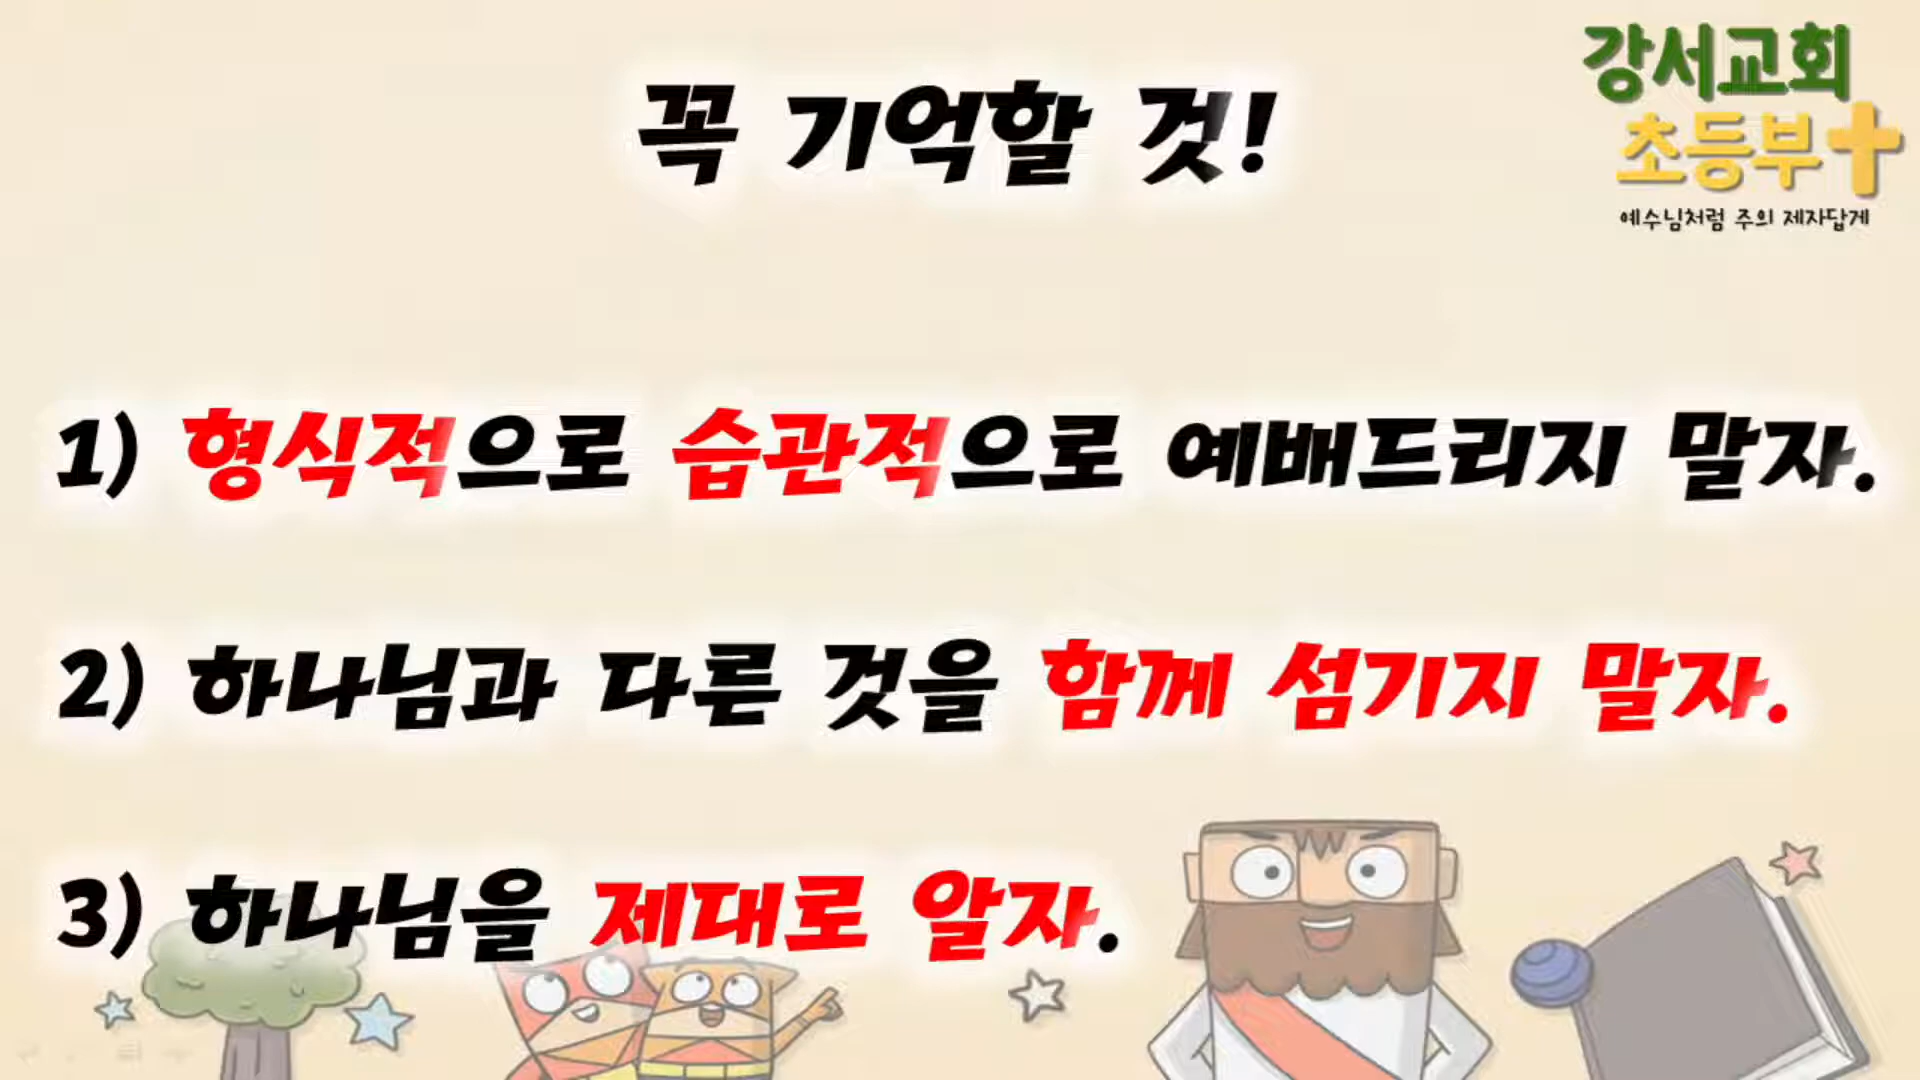 강서교회
초등부
예수님처럼 주의 제자답게
꼭 기억할 것!
1) 형식적으로 습관적으로 예배드리지 말자.
2) 하나님과 다른 것을 함께 섬기지 말자.
3) 하나님을 제대로 알자.